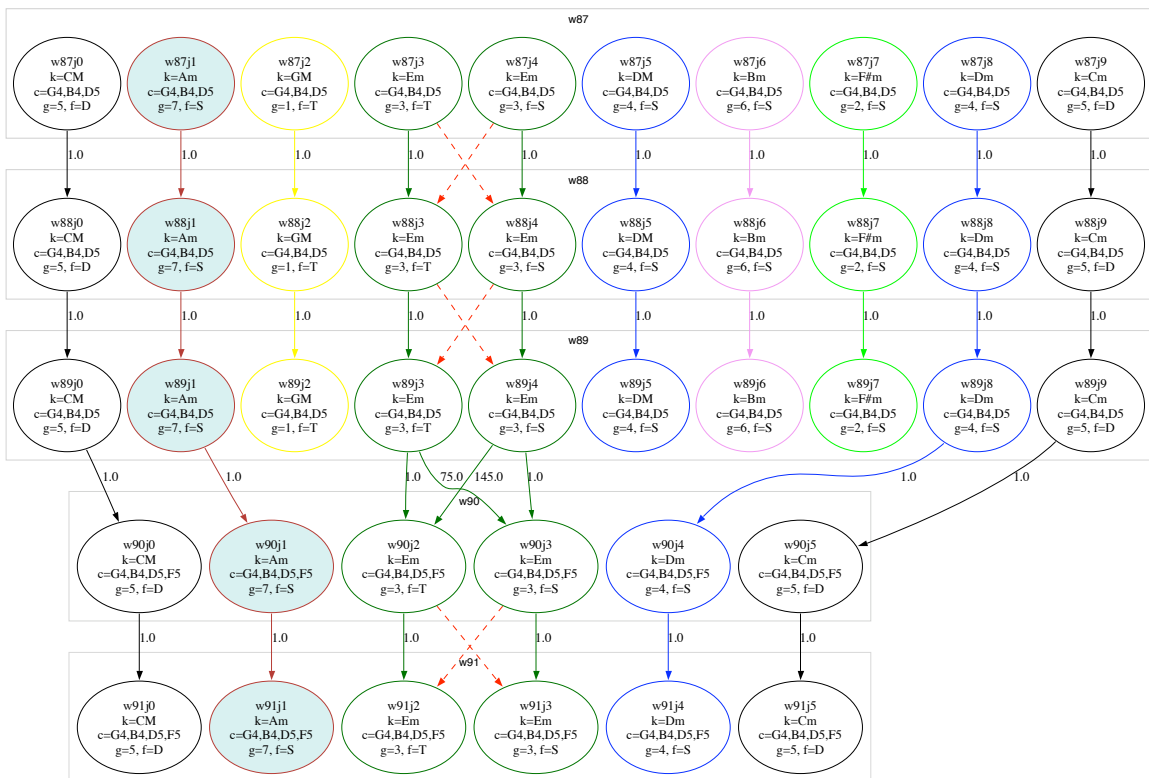 w87
w87j0
k=CM
c=G4,B4,D5
g=5, f=D
w87j1
k=Am
c=G4,B4,D5
g=7, f=S
w87j2
k=GM
c=G4,B4,D5
g=1, f=T
w87j3
k=Em
c=G4,B4,D5
g=3, f=T
w87j4
k=Em
c=G4,B4,D5
g=3, f=S
w87j5
k=DM
c=G4,B4,D5
g=4, f=S
w87j6
k=Bm
c=G4,B4,D5
g=6, f=S
w87j7
k=F#m
c=G4,B4,D5
g=2, f=S
w87j8
k=Dm
c=G4,B4,D5
g=4, f=S
w87j9
k=Cm
c=G4,B4,D5
g=5, f=D
1.0 1.0 1.0 1.0 1.0 1.0 1.0 1.0 1.0 1.0
w88
w88j0
k=CM
c=G4,B4,D5
g=5, f=D
w88j1
k=Am
c=G4,B4,D5
g=7, f=S
w88j2
k=GM
c=G4,B4,D5
g=1, f=T
w88j3
k=Em
c=G4,B4,D5
g=3, f=T
w88j4
k=Em
c=G4,B4,D5
g=3, f=S
w88j5
k=DM
c=G4,B4,D5
g=4, f=S
w88j6
k=Bm
c=G4,B4,D5
g=6, f=S
w88j7
k=F#m
c=G4,B4,D5
g=2, f=S
w88j8
k=Dm
c=G4,B4,D5
g=4, f=S
w88j9
k=Cm
c=G4,B4,D5
g=5, f=D
1.0 1.0 1.0 1.0 1.0 1.0 1.0 1.0 1.0 1.0
w89
w89j0
k=CM
c=G4,B4,D5
g=5, f=D
w89j1
k=Am
c=G4,B4,D5
g=7, f=S
w89j2
k=GM
c=G4,B4,D5
g=1, f=T
w89j3
k=Em
c=G4,B4,D5
g=3, f=T
w89j4
k=Em
c=G4,B4,D5
g=3, f=S
w89j5
k=DM
c=G4,B4,D5
g=4, f=S
w89j6
k=Bm
c=G4,B4,D5
g=6, f=S
w89j7
k=F#m
c=G4,B4,D5
g=2, f=S
w89j8
k=Dm
c=G4,B4,D5
g=4, f=S
w89j9
k=Cm
c=G4,B4,D5
g=5, f=D
1.0 1.0 1.0 75.0 145.0 1.0 1.0 1.0
w90
w90j0
k=CM
c=G4,B4,D5,F5
g=5, f=D
w90j1
k=Am
c=G4,B4,D5,F5
g=7, f=S
w90j2
k=Em
c=G4,B4,D5,F5
g=3, f=T
w90j3
k=Em
c=G4,B4,D5,F5
g=3, f=S
w90j4
k=Dm
c=G4,B4,D5,F5
g=4, f=S
w90j5
k=Cm
c=G4,B4,D5,F5
g=5, f=D
1.0 1.0 1.0 1.0 1.0 1.0
w91
w91j0
k=CM
c=G4,B4,D5,F5
g=5, f=D
w91j1
k=Am
c=G4,B4,D5,F5
g=7, f=S
w91j2
k=Em
c=G4,B4,D5,F5
g=3, f=T
w91j3
k=Em
c=G4,B4,D5,F5
g=3, f=S
w91j4
k=Dm
c=G4,B4,D5,F5
g=4, f=S
w91j5
k=Cm
c=G4,B4,D5,F5
g=5, f=D